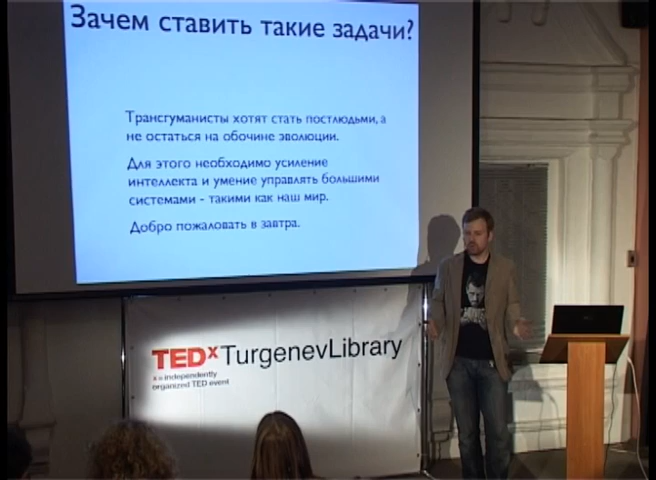 Зачем ставить такие задачи?
Трансгуманисты хотят стать постлюдьми, а
не остаться на обочине эволюции.
Для этого необходимо усиление
интеллекта и умение управлять большими
системами - такими как наш мир.
Добро пожаловать в завтра.
TEDxTurgenevLibrary
x = independently
organized TED event